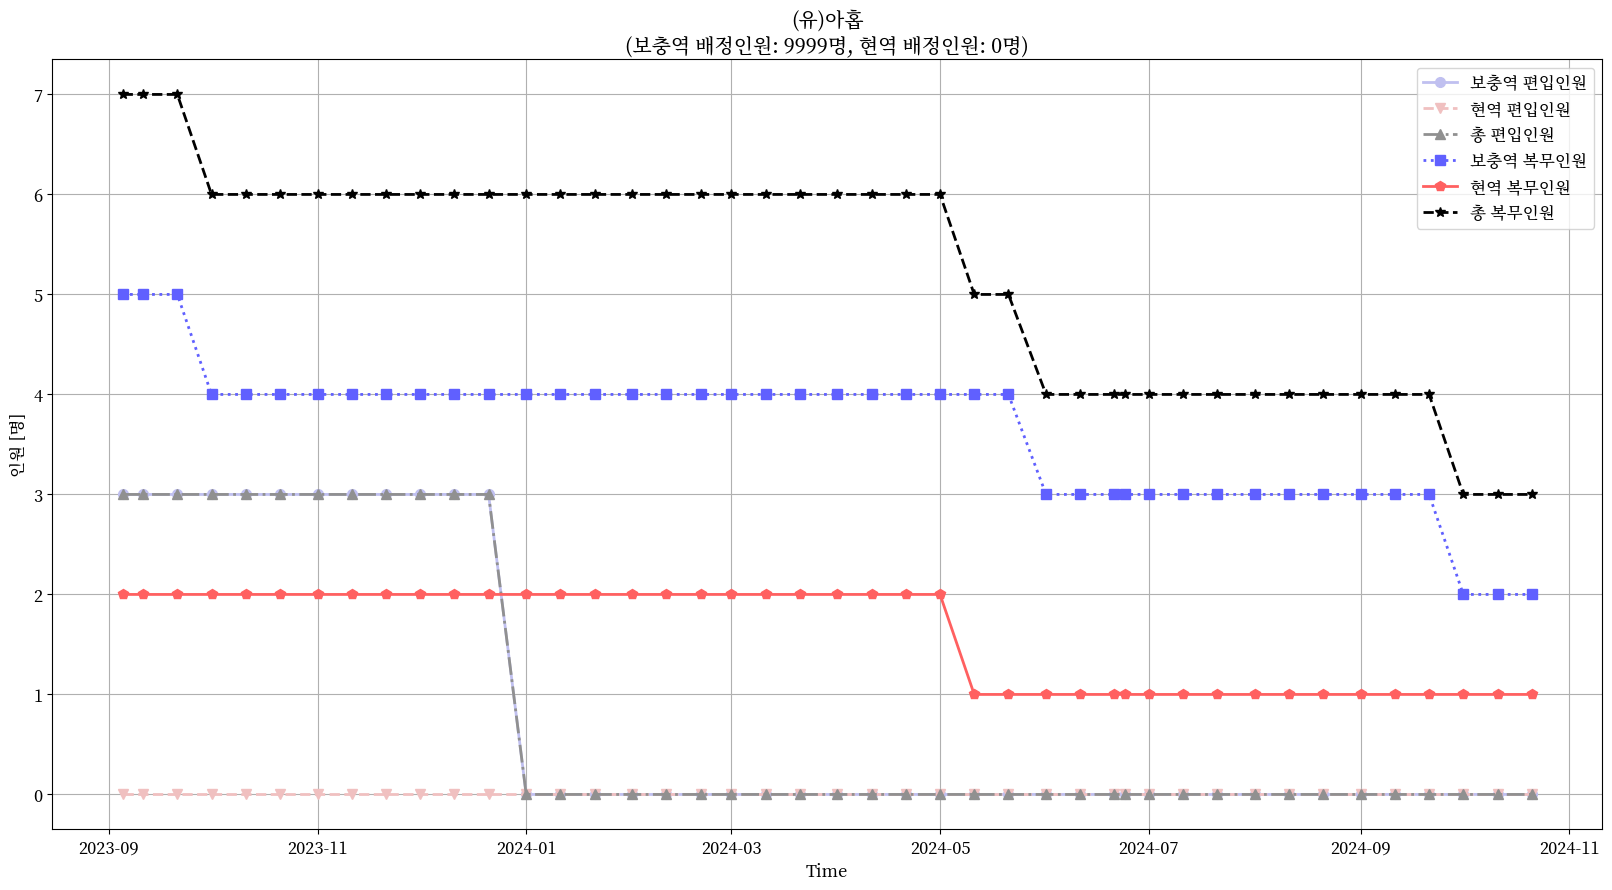 (유)아홉
(보충역 배정인원: 9999명, 현역 배정인원: 0명)
보충역 편입인원
현역 편입인원
총 편입인원
보충역 복무인원
현역 복무인원
총 복무인원
7
6
5
4
3
2
1
0
인원 [명]
2023-09
2023-11
2024-01
2024-03
2024-05
2024-07
2024-09
2024-11
Time